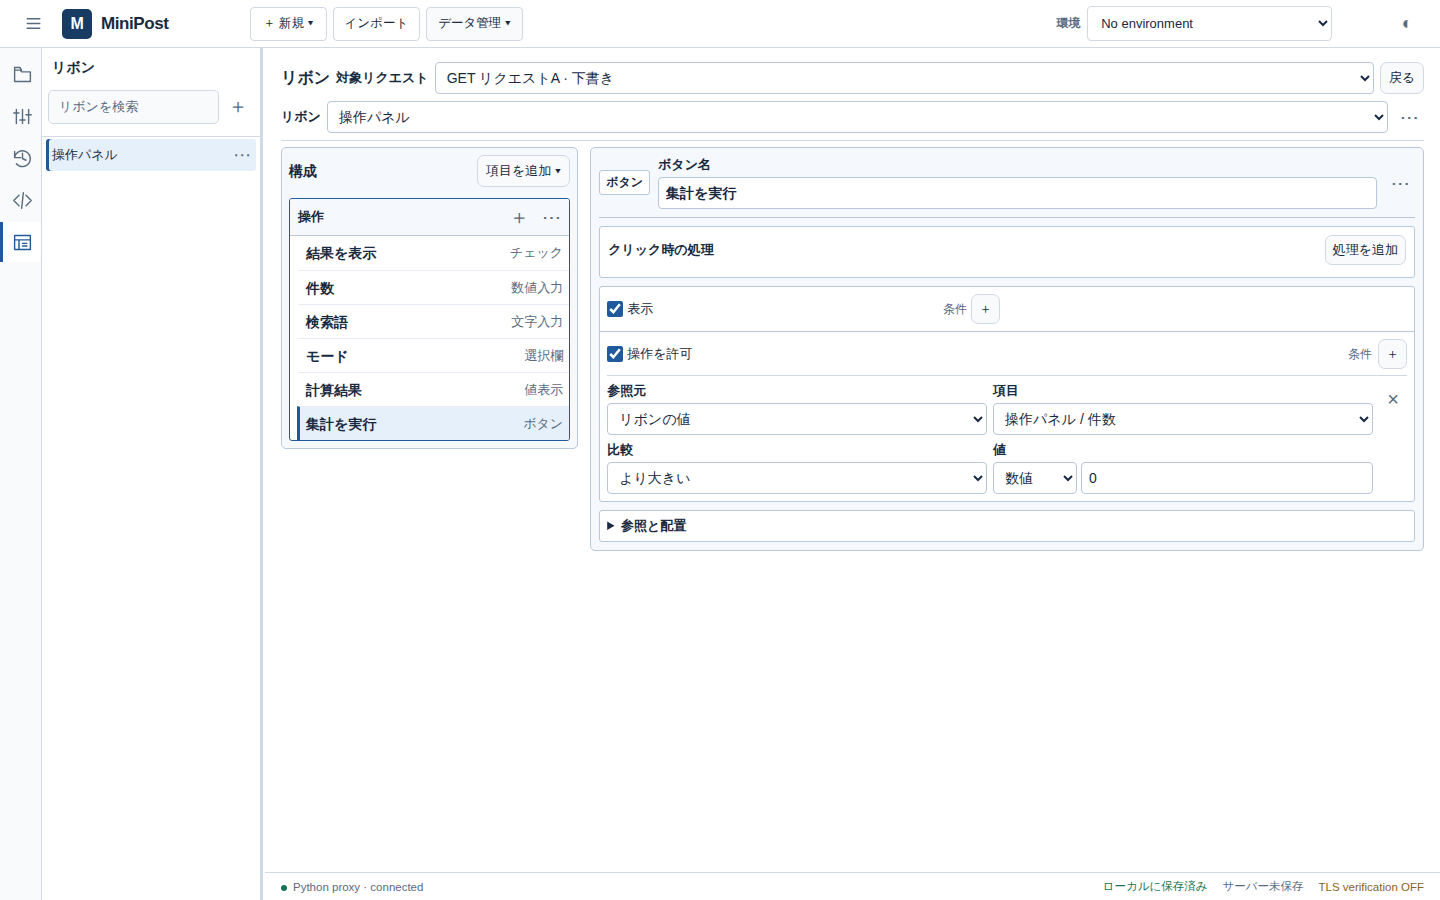 M MiniPost ＋ 新規 ▾ インポート データ管理 ▾ 環境 No environment
リボン
リボンを検索 ＋
操作パネル ···
リボン 対象リクエスト GET リクエストA · 下書き 戻る
リボン 操作パネル ···
構成 項目を追加 ▾
操作 ＋ ···
結果を表示 チェック
件数 数値入力
検索語 文字入力
モード 選択欄
計算結果 値表示
集計を実行 ボタン
ボタン ボタン名 ···
集計を実行
クリック時の処理 処理を追加
表示 条件 ＋
操作を許可 条件 ＋
参照元 項目 ×
リボンの値 操作パネル / 件数
比較 値
より大きい 数値 0
▶ 参照と配置
Python proxy · connected ローカルに保存済み サーバー未保存 TLS verification OFF